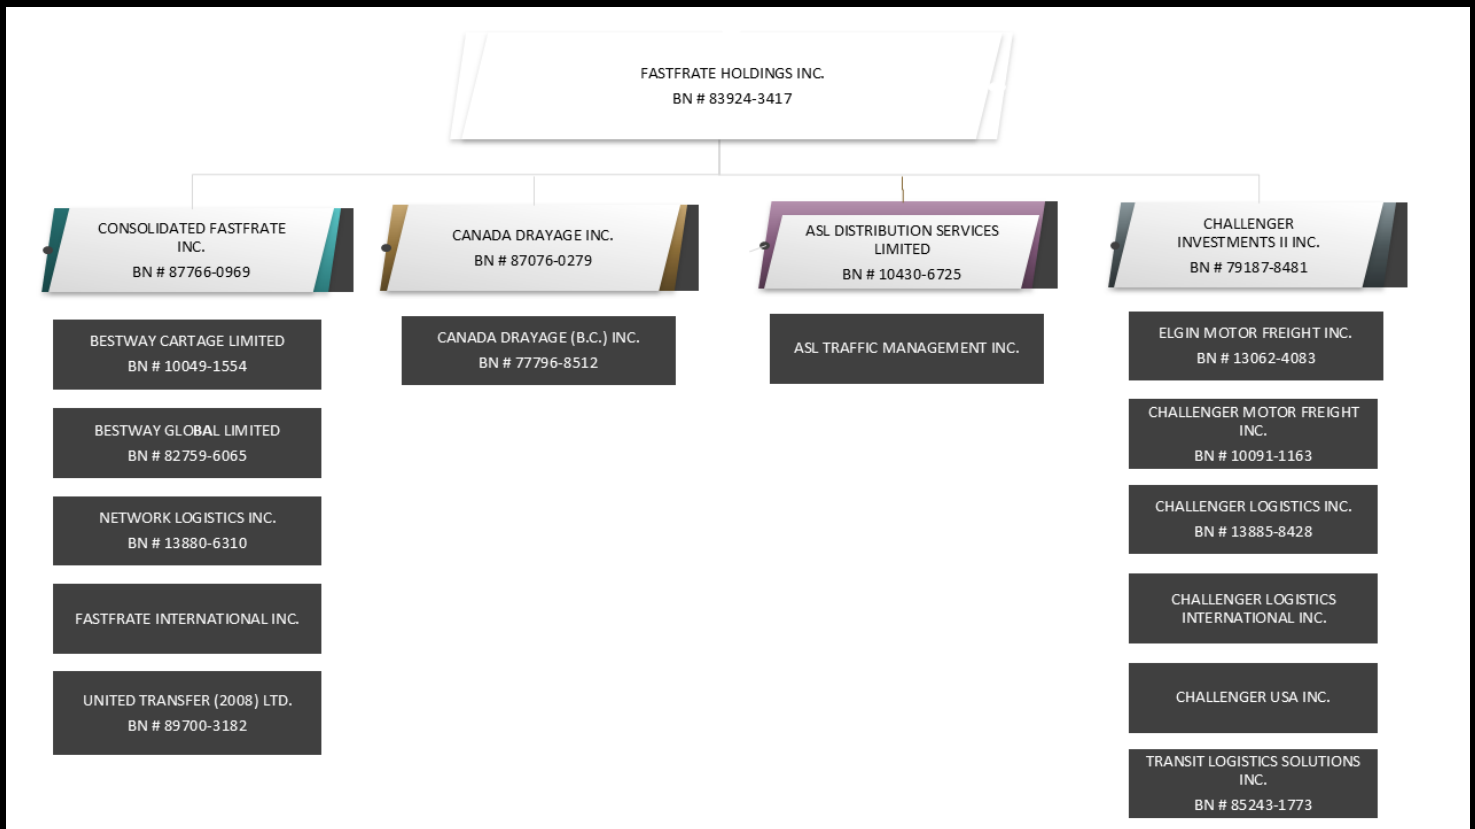 FASTFRATE HOLDINGS INC.
BN # 83924-3417
CONSOLIDATED FASTFRATE
INC.
BN # 87766-0969
BESTWAY CARTAGE LIMITED
BN # 10049-1554
BESTWAY GLOBAL LIMITED
BN # 82759-6065
NETWORK LOGISTICS INC.
BN # 13880-6310
FASTFRATE INTERNATIONAL INC.
UNITED TRANSFER (2008) LTD.
BN # 89700-3182
CANADA DRAYAGE INC.
BN # 87076-0279
CANADA DRAYAGE (B.C.) INC.
BN # 77796-8512
ASL DISTRIBUTION SERVICES
LIMITED
BN # 10430-6725
ASL TRAFFIC MANAGEMENT INC.
CHALLENGER
INVESTMENTS II INC.
BN # 79187-8481
ELGIN MOTOR FREIGHT INC.
BN # 13062-4083
CHALLENGER MOTOR FREIGHT
INC.
BN # 10091-1163
CHALLENGER LOGISTICS INC.
BN # 13885-8428
CHALLENGER LOGISTICS
INTERNATIONAL INC.
CHALLENGER USA INC.
TRANSIT LOGISTICS SOLUTIONS
INC.
BN # 85243-1773